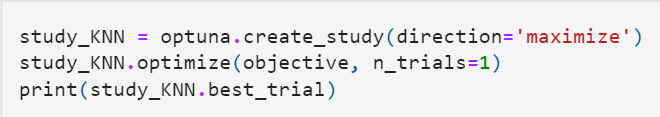 study_KNN = optuna.create_study(direction='maximize')
study_KNN.optimize(objective, n_trials=1)
print(study_KNN.best_trial)